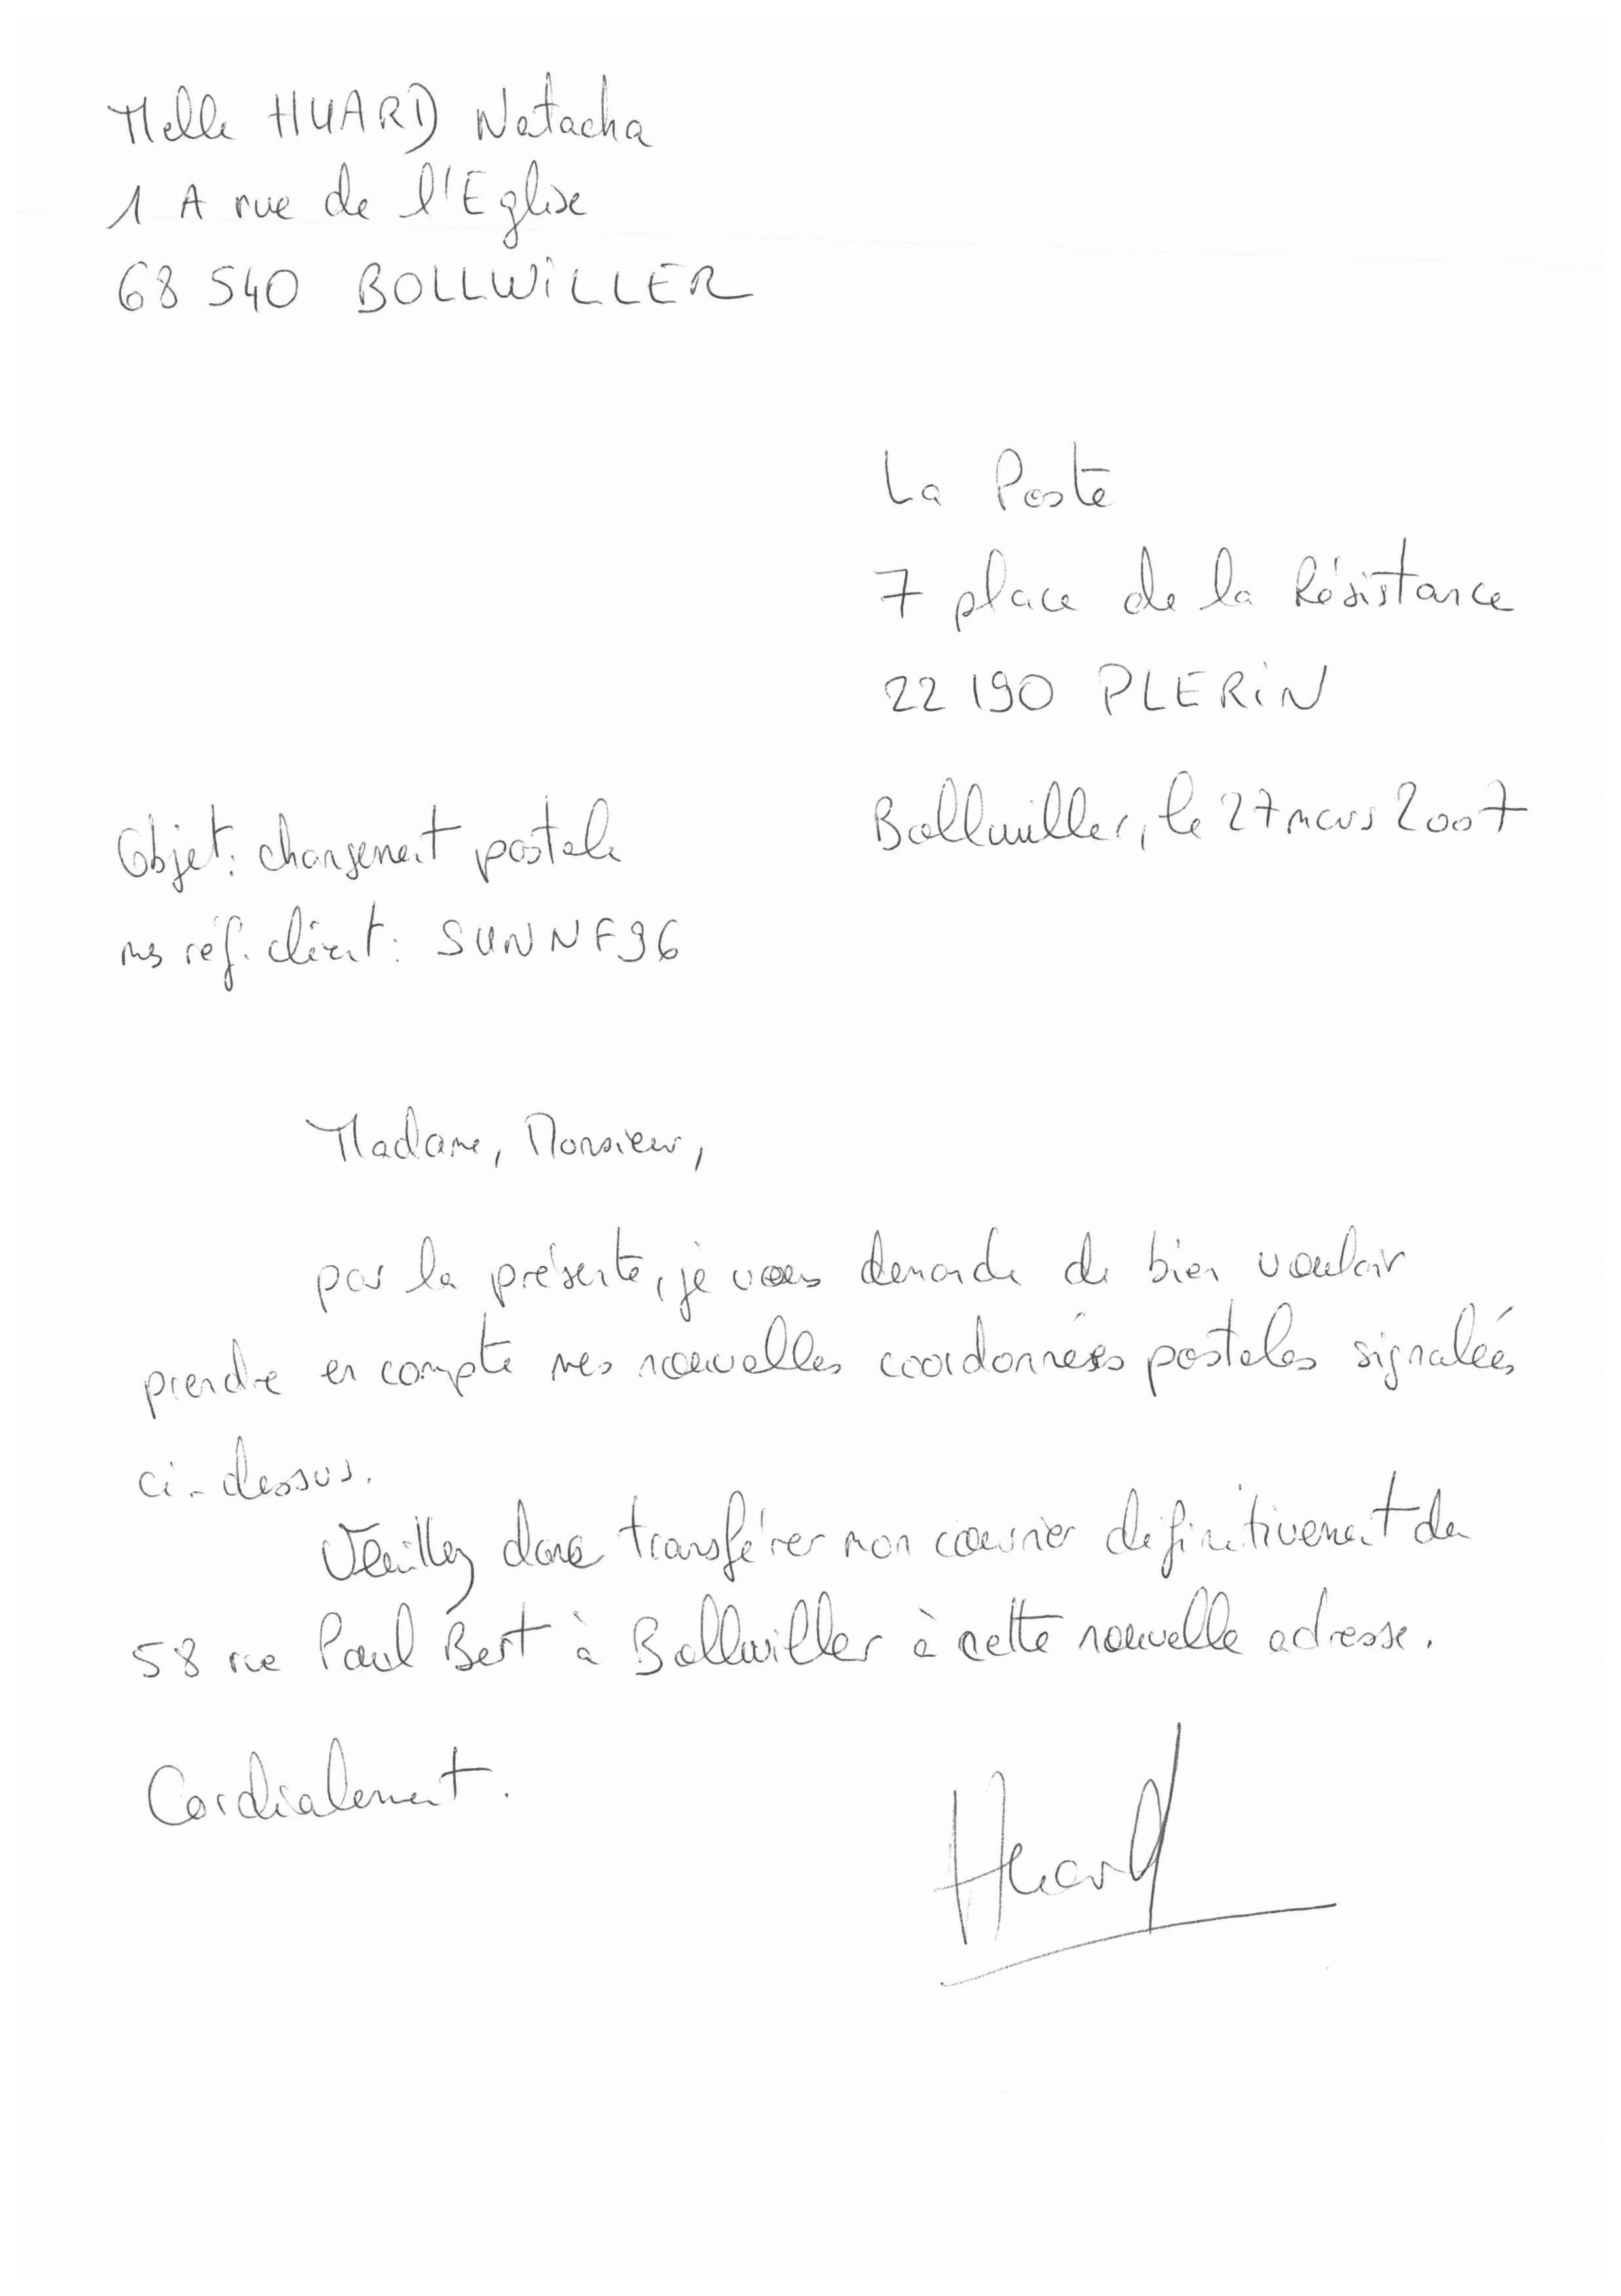 Melle HUARD Natacha
1 A rue de l'Eglise
68 540 BOLLWiLLER
La Poste
7 place de la Résistance
22 190 PLERiN
Bollwiller, le 27 mars 2007
Objet: changement postale
ms réf. client: SUNNF96
Madame, Monsieur,
par la présente, je vous demande de bien vouloir
prendre en compte mes nouvelles coordonnées postales signalées
ci-dessus.
Veuillez donc transférer mon courrier définitivement du
58 rue Paul Bert à Bollwiller à cette nouvelle adresse.
Cordialement.
Huard